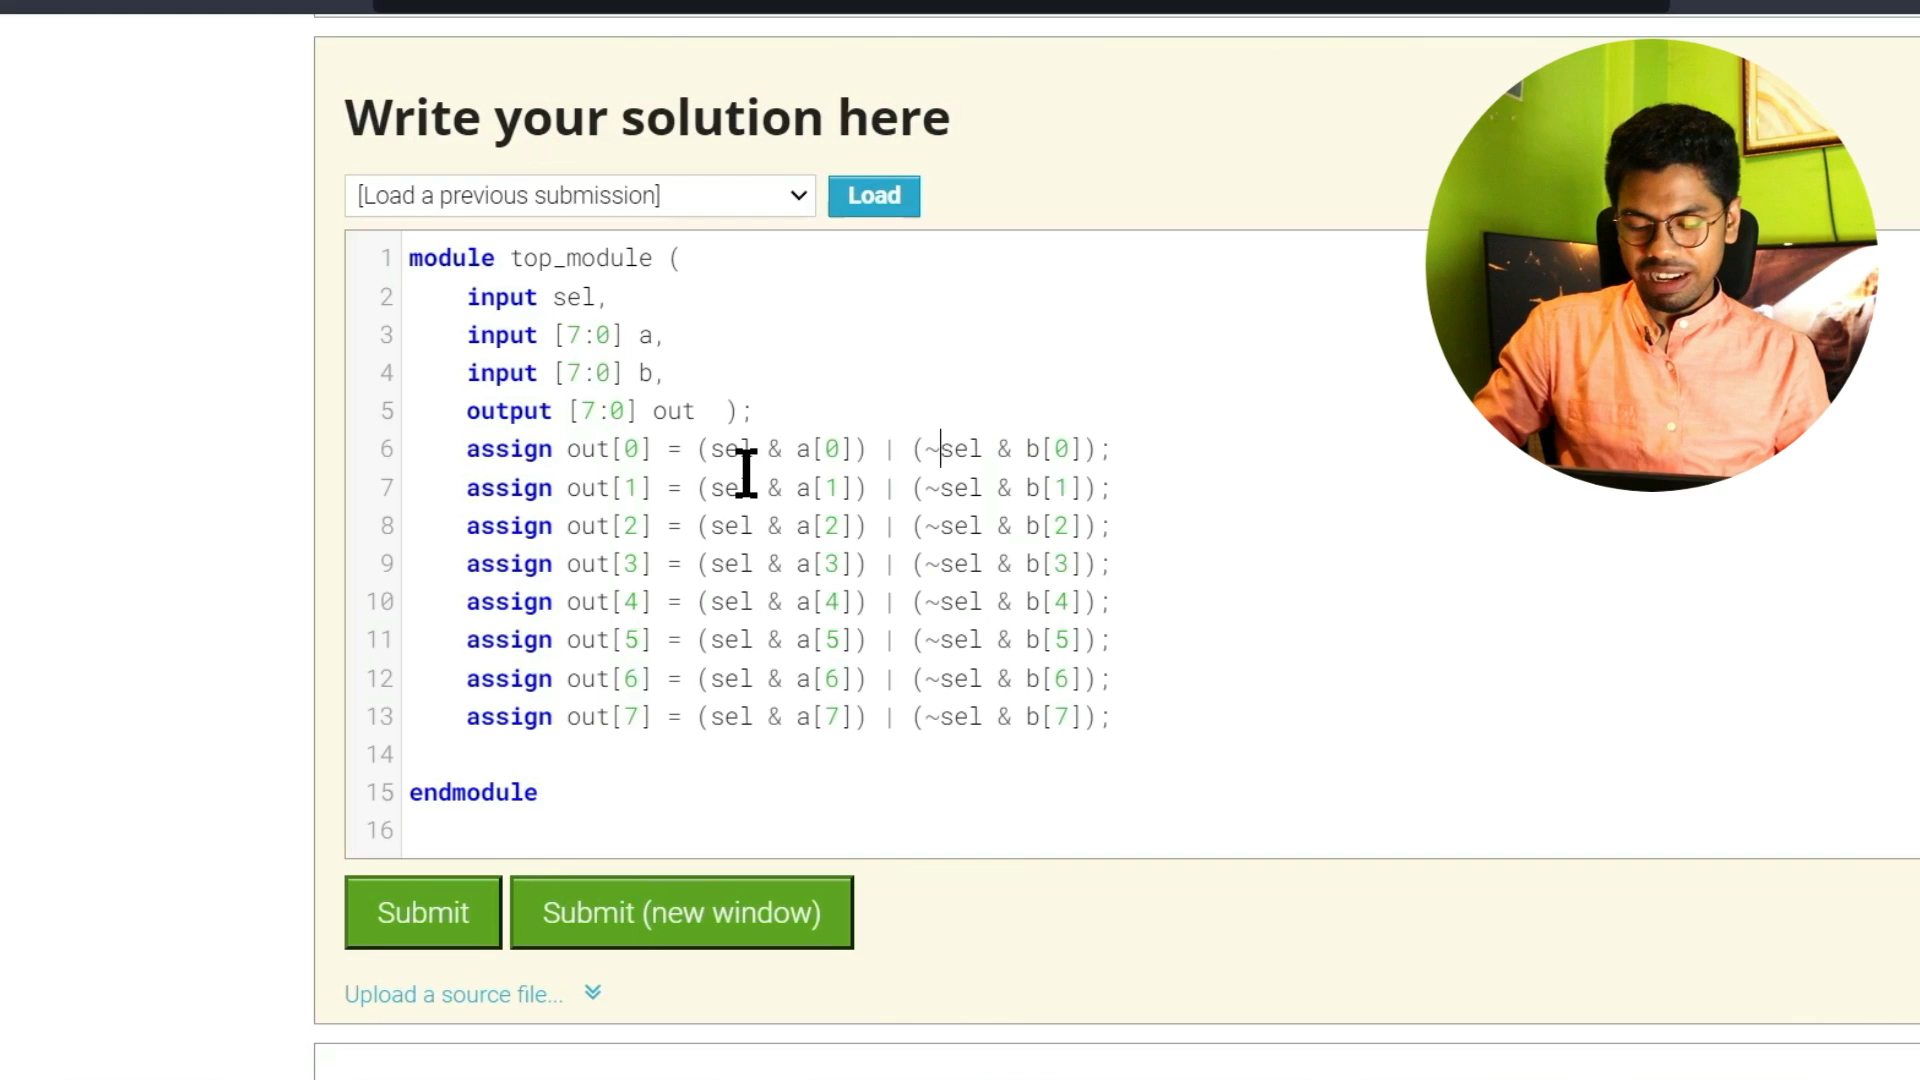 Write your solution here
[Load a previous submission] Load
1 module top_module (
2 input sel,
3 input [7:0] a,
4 input [7:0] b,
5 output [7:0] out );
6 assign out[0] = (sel & a[0]) | (~sel & b[0]);
7 assign out[1] = (sel & a[1]) | (~sel & b[1]);
8 assign out[2] = (sel & a[2]) | (~sel & b[2]);
9 assign out[3] = (sel & a[3]) | (~sel & b[3]);
10 assign out[4] = (sel & a[4]) | (~sel & b[4]);
11 assign out[5] = (sel & a[5]) | (~sel & b[5]);
12 assign out[6] = (sel & a[6]) | (~sel & b[6]);
13 assign out[7] = (sel & a[7]) | (~sel & b[7]);
14
15 endmodule
16
Submit Submit (new window)
Upload a source file...